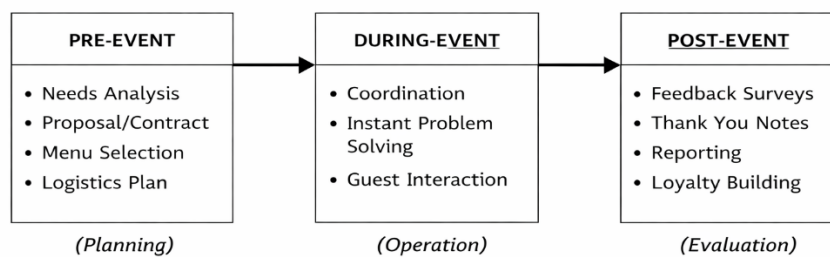 PRE-EVENT
• Needs Analysis
• Proposal/Contract
• Menu Selection
• Logistics Plan
(Planning)
DURING-EVENT
• Coordination
• Instant Problem
Solving
• Guest Interaction
(Operation)
POST-EVENT
• Feedback Surveys
• Thank You Notes
• Reporting
• Loyalty Building
(Evaluation)